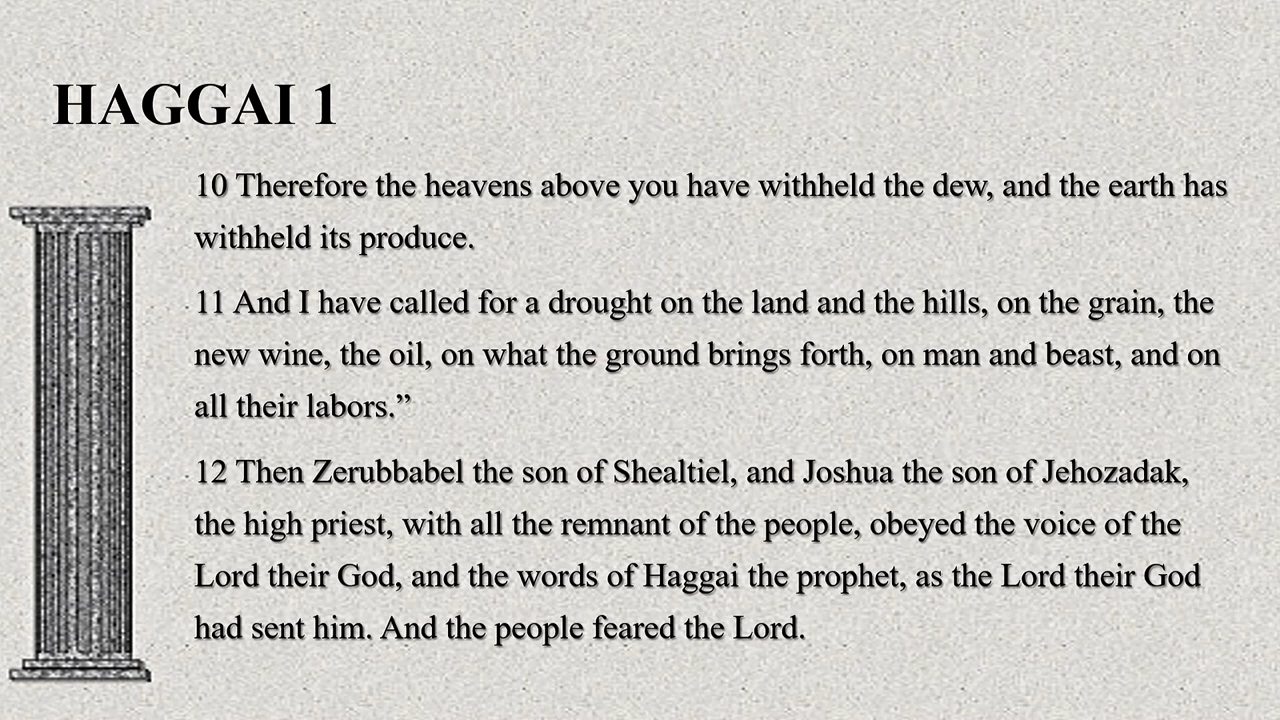 HAGGAI 1
10 Therefore the heavens above you have withheld the dew, and the earth has
withheld its produce.
11 And I have called for a drought on the land and the hills, on the grain, the
new wine, the oil, on what the ground brings forth, on man and beast, and on
all their labors.”
12 Then Zerubbabel the son of Shealtiel, and Joshua the son of Jehozadak,
the high priest, with all the remnant of the people, obeyed the voice of the
Lord their God, and the words of Haggai the prophet, as the Lord their God
had sent him. And the people feared the Lord.